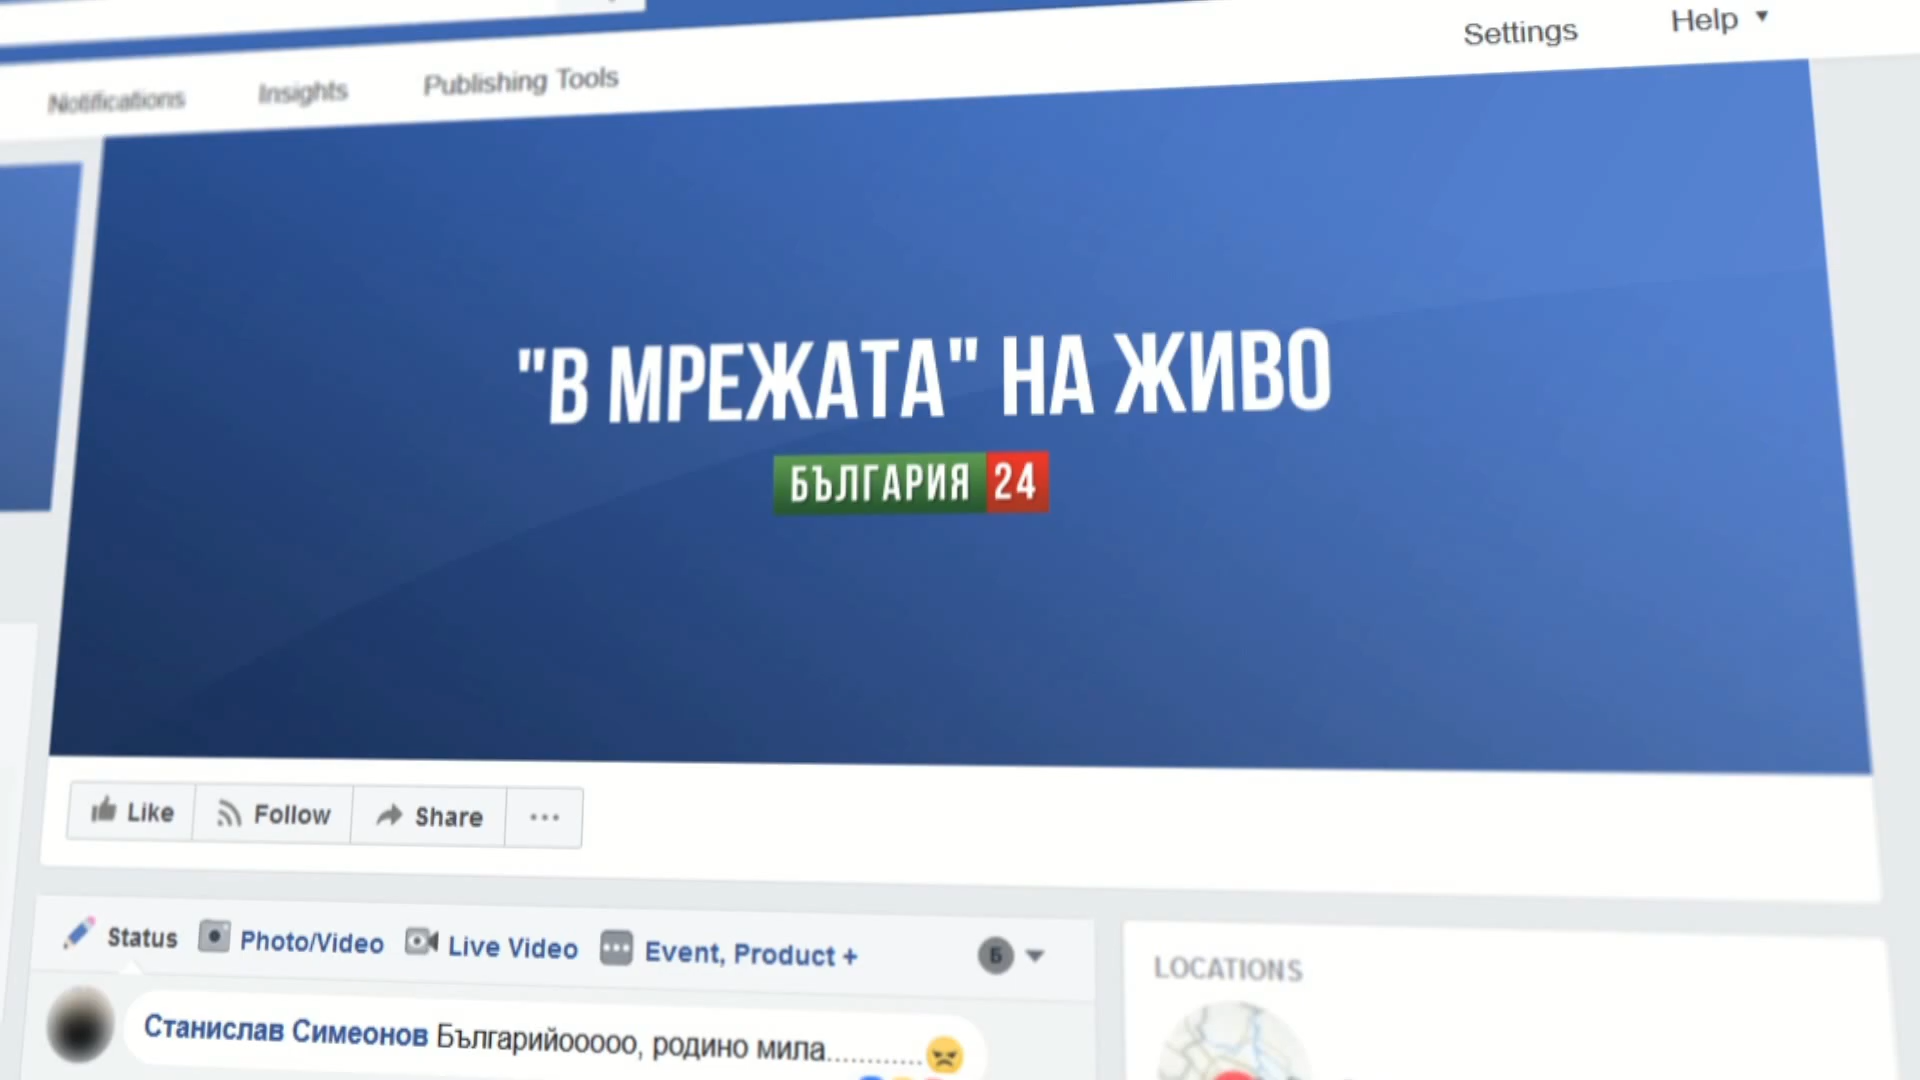 Settings Help
Notifications Insights Publishing Tools
"В МРЕЖАТА" НА ЖИВО
БЪЛГАРИЯ 24
Like Follow Share ...
Status Photo/Video Live Video Event, Product + Б
LOCATIONS
Станислав Симеонов Българийооооо, родино мила............